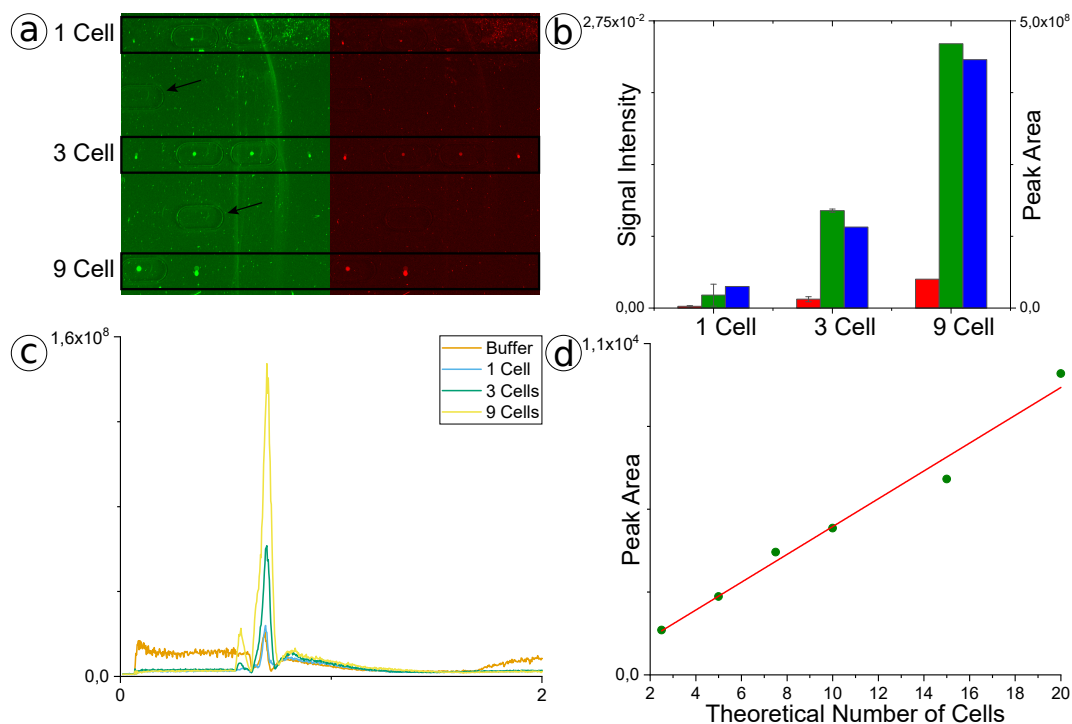 a
1 Cell
3 Cell
9 Cell
b
2,75x10⁻²
0,00
Signal Intensity
5,0x10⁸
0,0
Peak Area
1 Cell
3 Cell
9 Cell
c
1,6x10⁸
0,0
0
2
Buffer
1 Cell
3 Cells
9 Cells
d
1,1x10⁴
0,0
Peak Area
2 4 6 8 10 12 14 16 18 20
Theoretical Number of Cells